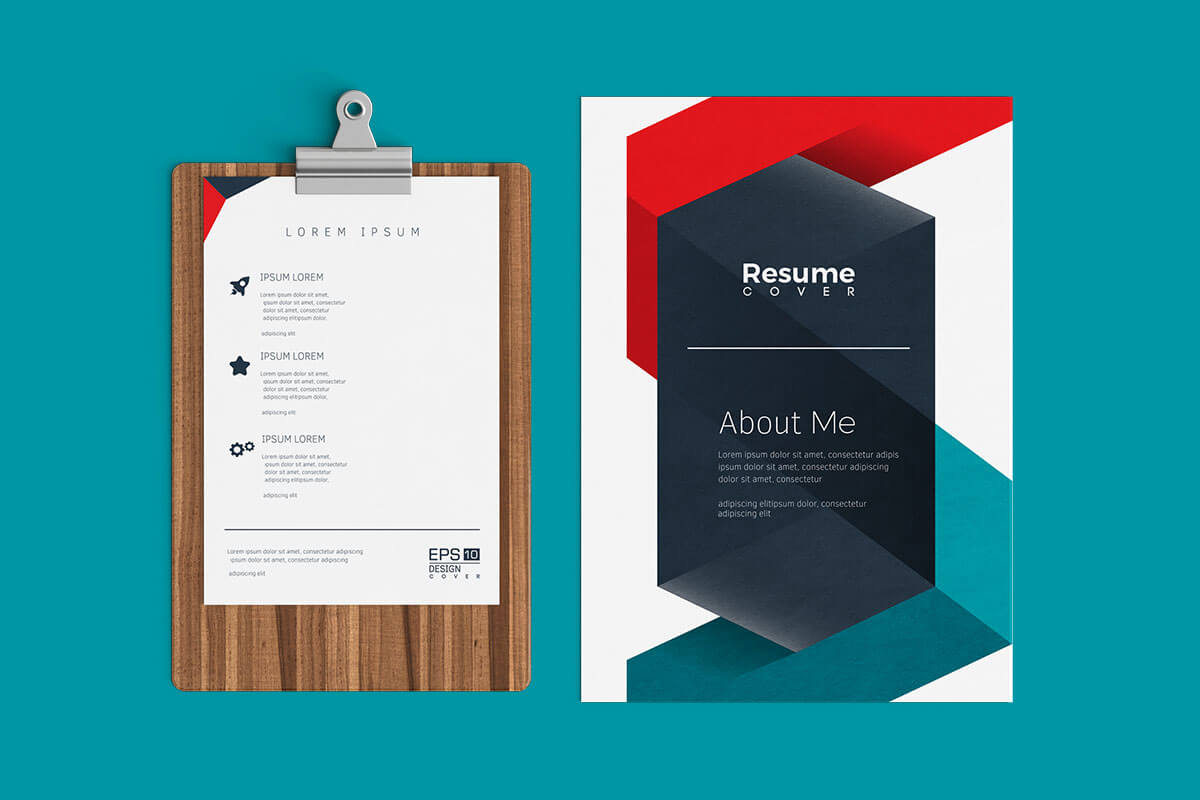 LOREM IPSUM
IPSUM LOREM
Lorem ipsum dolor sit amet,
ipsum dolor sit amet, consectetur
dolor sit amet, consectetur
adipiscing elitipsum dolor,
adipiscing elit
IPSUM LOREM
Lorem ipsum dolor sit amet,
ipsum dolor sit amet, consectetur
dolor sit amet, consectetur
adipiscing elitipsum dolor,
adipiscing elit
IPSUM LOREM
Lorem ipsum dolor sit amet,
ipsum dolor sit amet, consectetur
dolor sit amet, consectetur
adipiscing elitipsum dolor,
adipiscing elit
Lorem ipsum dolor sit amet, consectetur adipiscing
ipsum dolor sit amet, consectetur adipiscing
adipiscing elit
EPS 10
DESIGN
COVER
Resume
COVER
About Me
Lorem ipsum dolor sit amet, consectetur adipis
ipsum dolor sit amet, consectetur adipiscing
dolor sit amet, consectetur
adipiscing elitipsum dolor, consectetur
adipiscing elit